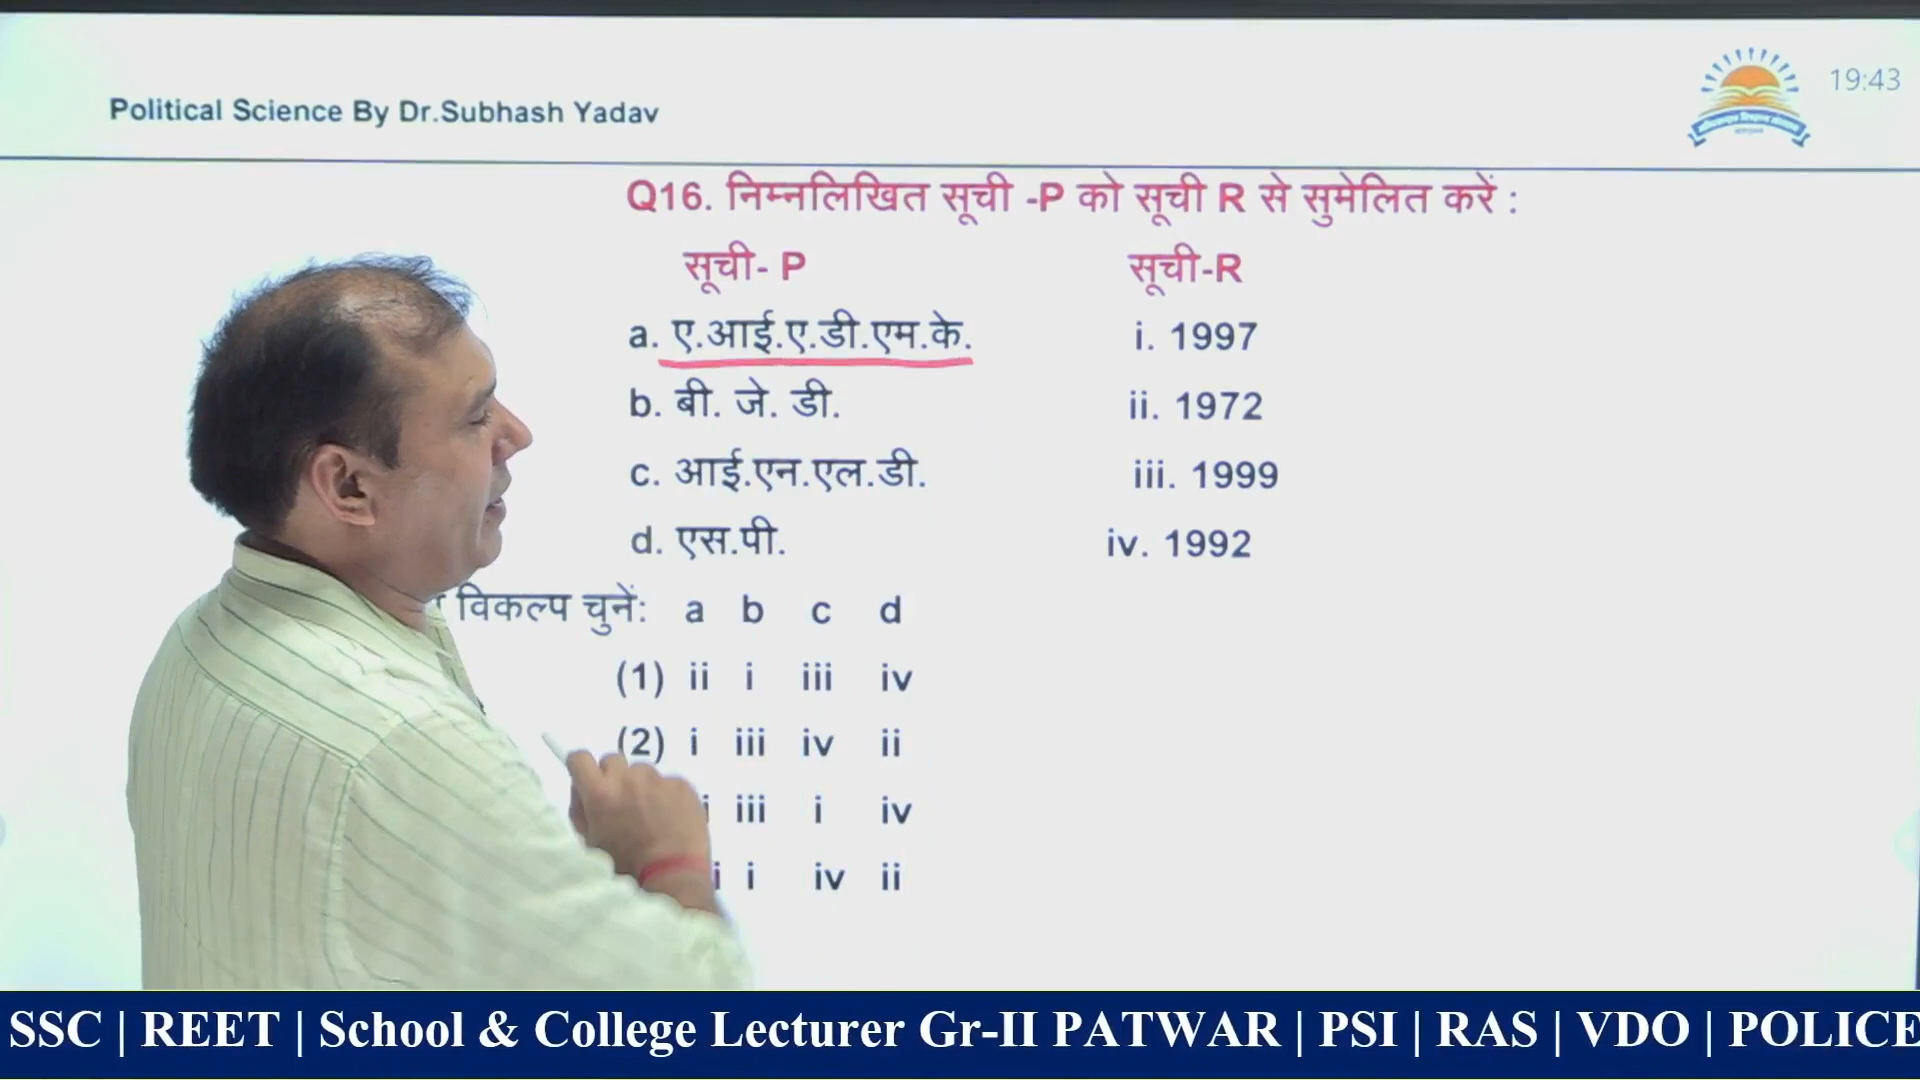 19:43
Political Science By Dr.Subhash Yadav
Q16. निम्नलिखित सूची -P को सूची R से सुमेलित करें :
सूची- P सूची-R
a. ए.आई.ए.डी.एम.के. i. 1997
b. बी. जे. डी. ii. 1972
c. आई.एन.एल.डी. iii. 1999
d. एस.पी. iv. 1992
विकल्प चुनें: a b c d
(1) ii i iii iv
(2) i iii iv ii
iii i iv
i iv ii
SSC | REET | School & College Lecturer Gr-II PATWAR | PSI | RAS | VDO | POLICE